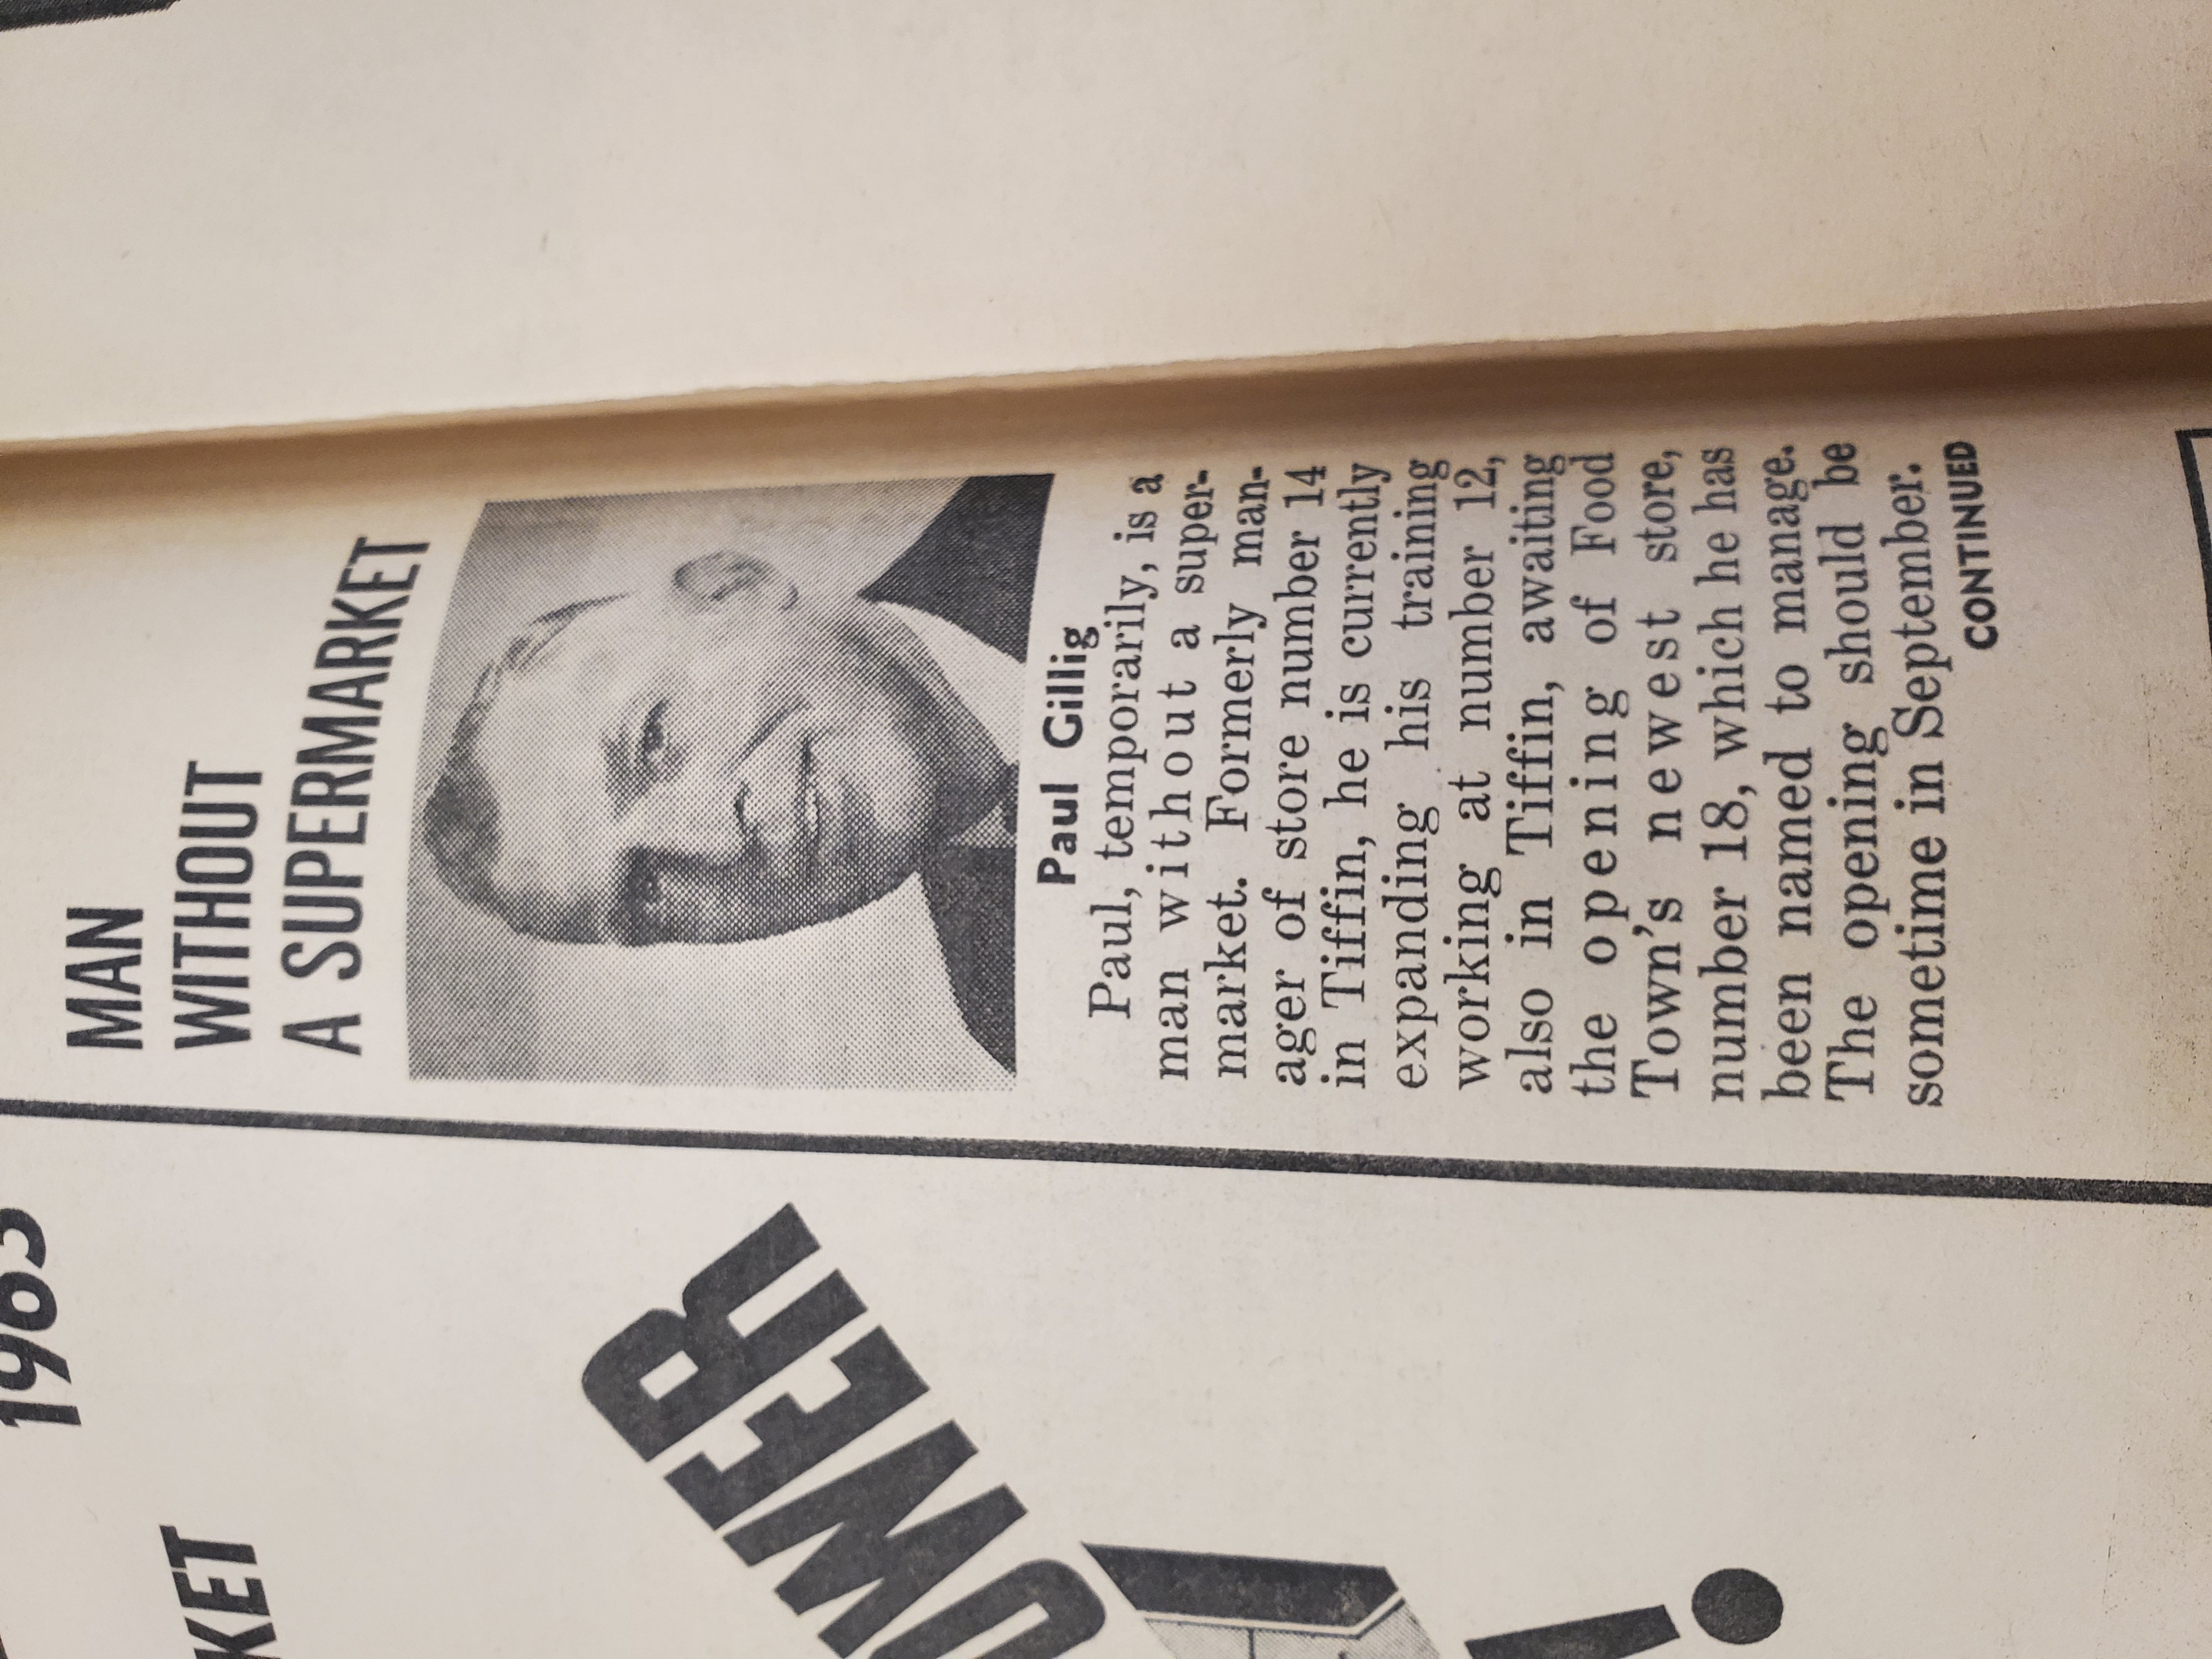 1963
KET
OWER
!
MAN
WITHOUT
A SUPERMARKET
Paul Gillig
Paul, temporarily, is a
man without a super-
market. Formerly man-
ager of store number 14
in Tiffin, he is currently
expanding his training
working at number 12,
also in Tiffin, awaiting
the opening of Food
Town's newest store,
number 18, which he has
been named to manage.
The opening should be
sometime in September.
CONTINUED